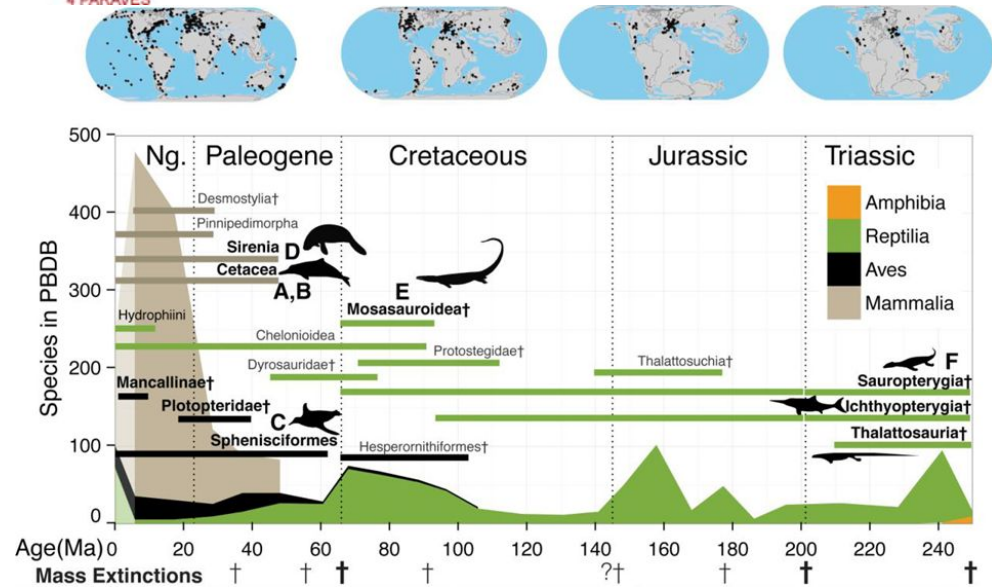 4 PARAVES
500
Ng.
Paleogene
Cretaceous
Jurassic
Triassic
Amphibia
Reptilia
Aves
Mammalia
Species in PBDB
400
Desmostylia†
Pinnipedimorpha
Sirenia D
Cetacea
A,B
E
300
Mosasauroidea†
Hydrophiini
Chelonioidea
Protostegidae†
Dyrosauridae†
Thalattosuchia†
F
200
Sauropterygia†
Mancallinae†
Plotopteridae†
C
Ichthyopterygia†
Sphenisciformes
Hesperornithiformes†
Thalattosauria†
100
0
Age(Ma) 0 20 40 60 80 100 120 140 160 180 200 220 240
Mass Extinctions † † † † ?† † † †